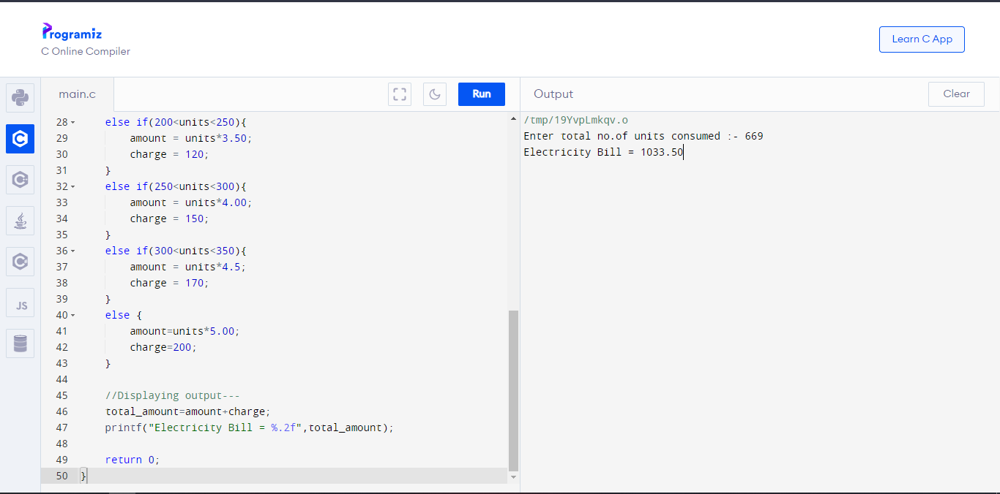 Programiz
C Online Compiler
Learn C App
main.c
Run
Output
Clear
28 else if(200<units<250){
29 amount = units*3.50;
30 charge = 120;
31 }
32 else if(250<units<300){
33 amount = units*4.00;
34 charge = 150;
35 }
36 else if(300<units<350){
37 amount = units*4.5;
38 charge = 170;
39 }
40 else {
41 amount=units*5.00;
42 charge=200;
43 }
44
45 //Displaying output---
46 total_amount=amount+charge;
47 printf("Electricity Bill = %.2f",total_amount);
48
49 return 0;
50 }
/tmp/19YvpLmkqv.o
Enter total no.of units consumed :- 669
Electricity Bill = 1033.50
C
C
C
JS